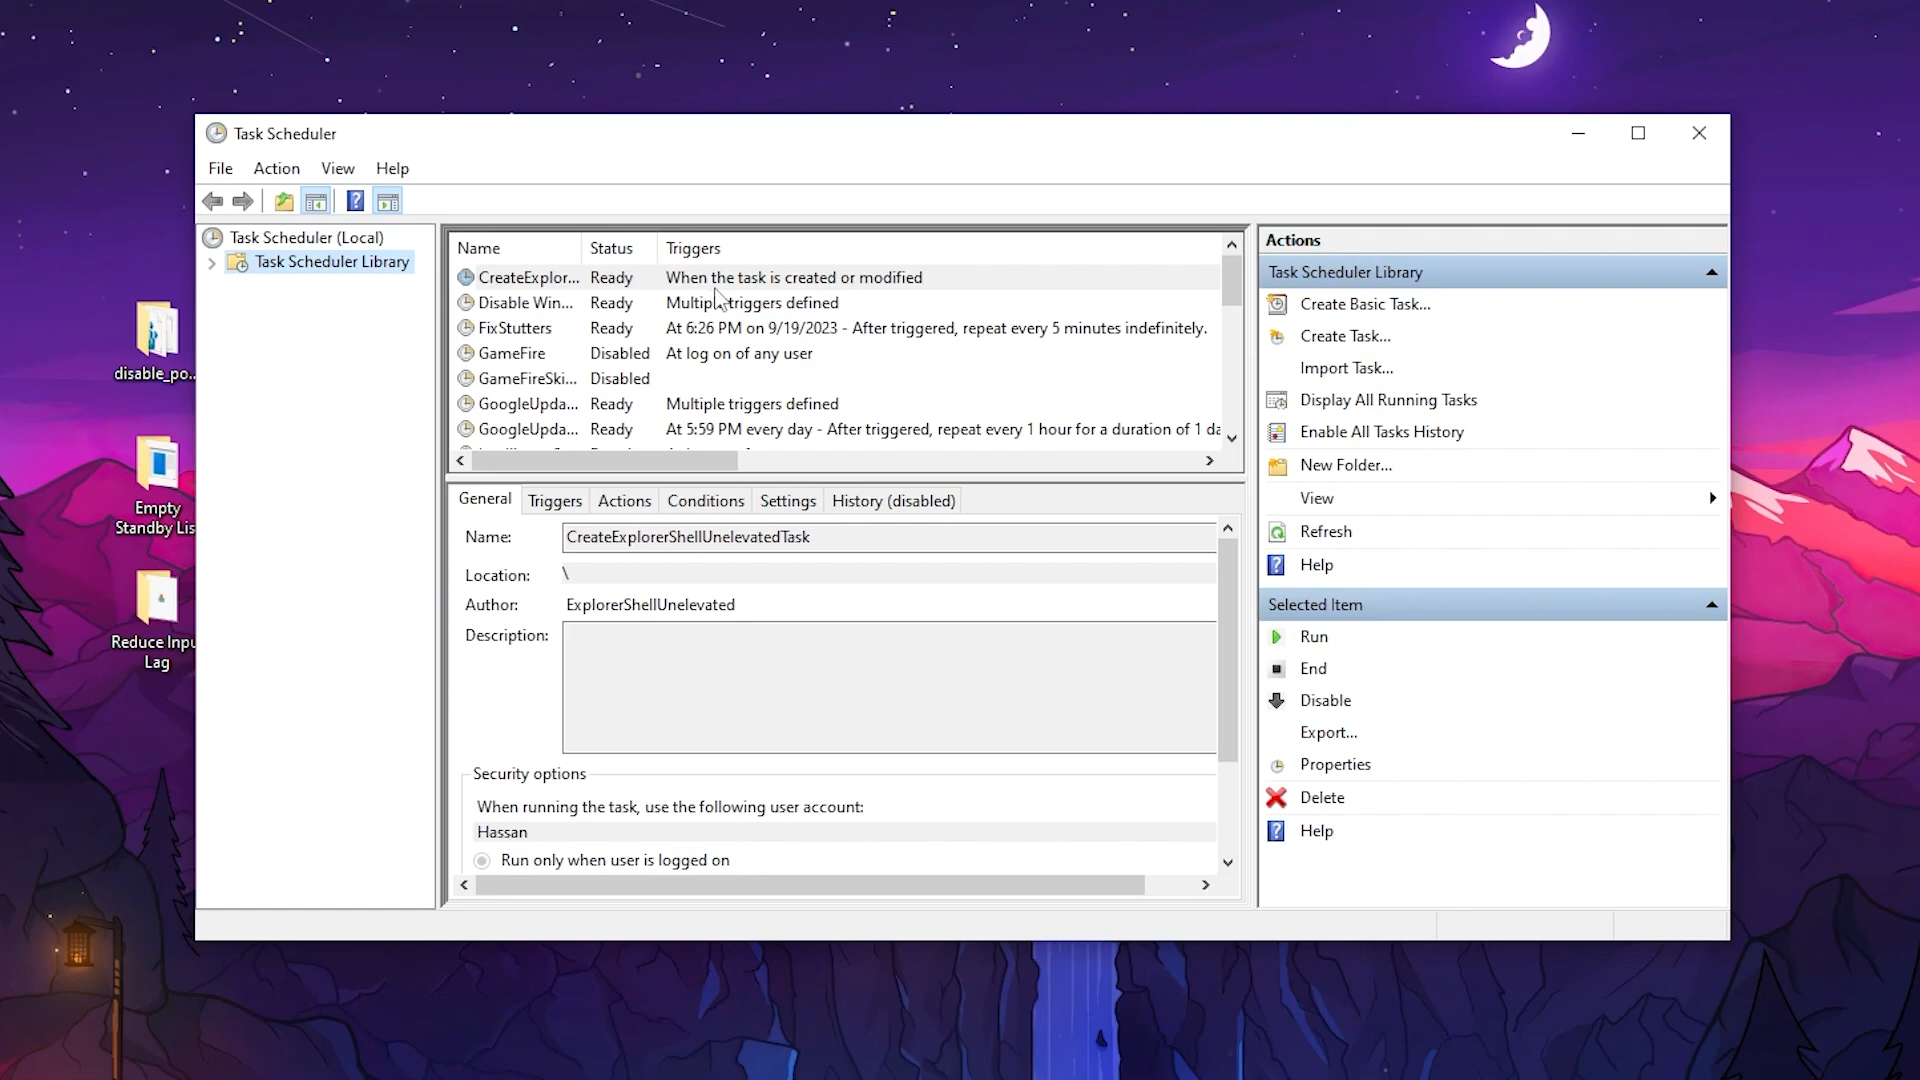 Task Scheduler
File Action View Help
Task Scheduler (Local)
Task Scheduler Library
Name Status Triggers
CreateExplor... Ready When the task is created or modified
Disable Win... Ready Multiple triggers defined
FixStutters Ready At 6:26 PM on 9/19/2023 - After triggered, repeat every 5 minutes indefinitely.
GameFire Disabled At log on of any user
GameFireSki... Disabled
GoogleUpda... Ready Multiple triggers defined
GoogleUpda... Ready At 5:59 PM every day - After triggered, repeat every 1 hour for a duration of 1 da
General Triggers Actions Conditions Settings History (disabled)
Name: CreateExplorerShellUnelevatedTask
Location: \
Author: ExplorerShellUnelevated
Description:
Security options
When running the task, use the following user account:
Hassan
Run only when user is logged on
Actions
Task Scheduler Library
Create Basic Task...
Create Task...
Import Task...
Display All Running Tasks
Enable All Tasks History
New Folder...
View
Refresh
Help
Selected Item
Run
End
Disable
Export...
Properties
Delete
Help
disable_po...
Empty
Standby Lis
Reduce Inpu
Lag